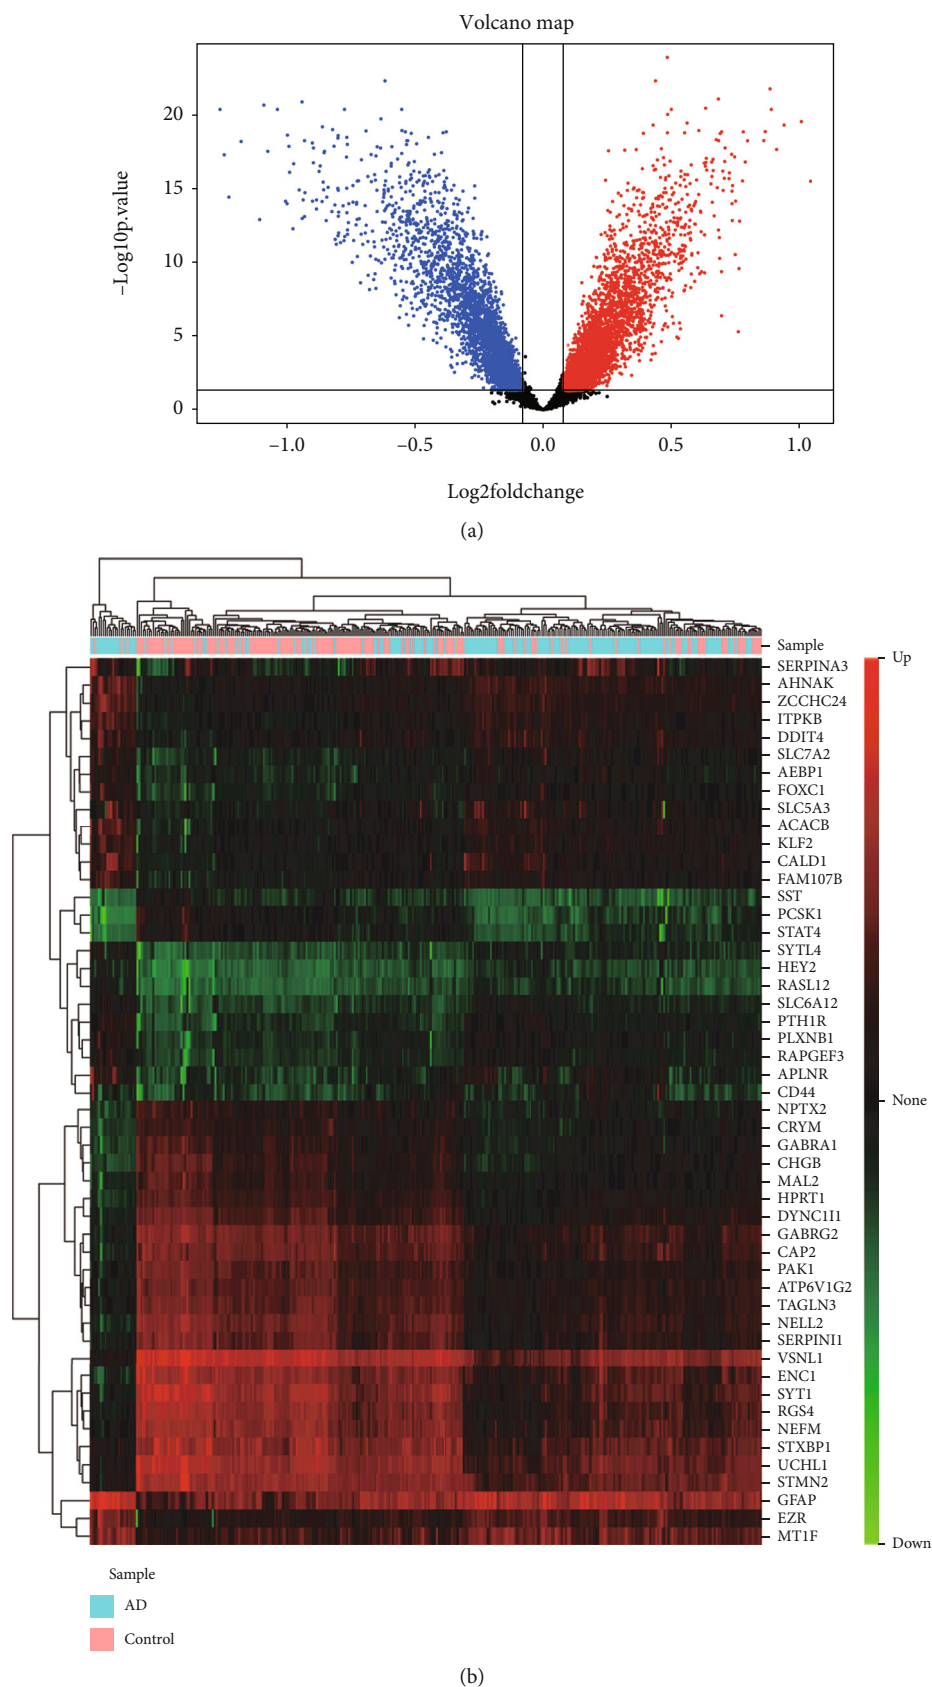 Volcano map
20
15
10
5
0
–Log10p.value
–1.0
–0.5
0.0
0.5
1.0
Log2foldchange
(a)
Sample
SERPINA3
AHNAK
ZCCHC24
ITPKB
DDIT4
SLC7A2
AEBP1
FOXC1
SLC5A3
ACACB
KLF2
CALD1
FAM107B
SST
PCSK1
STAT4
SYTL4
HEY2
RASL12
SLC6A12
PTH1R
PLXNB1
RAPGEF3
APLNR
CD44
NPTX2
CRYM
GABRA1
CHGB
MAL2
HPRT1
DYNC1I1
GABRG2
CAP2
PAK1
ATP6V1G2
TAGLN3
NELL2
SERPINI1
VSNL1
ENC1
SYT1
RGS4
NEFM
STXBP1
UCHL1
STMN2
GFAP
EZR
MT1F
Up
None
Down
Sample
AD
Control
(b)